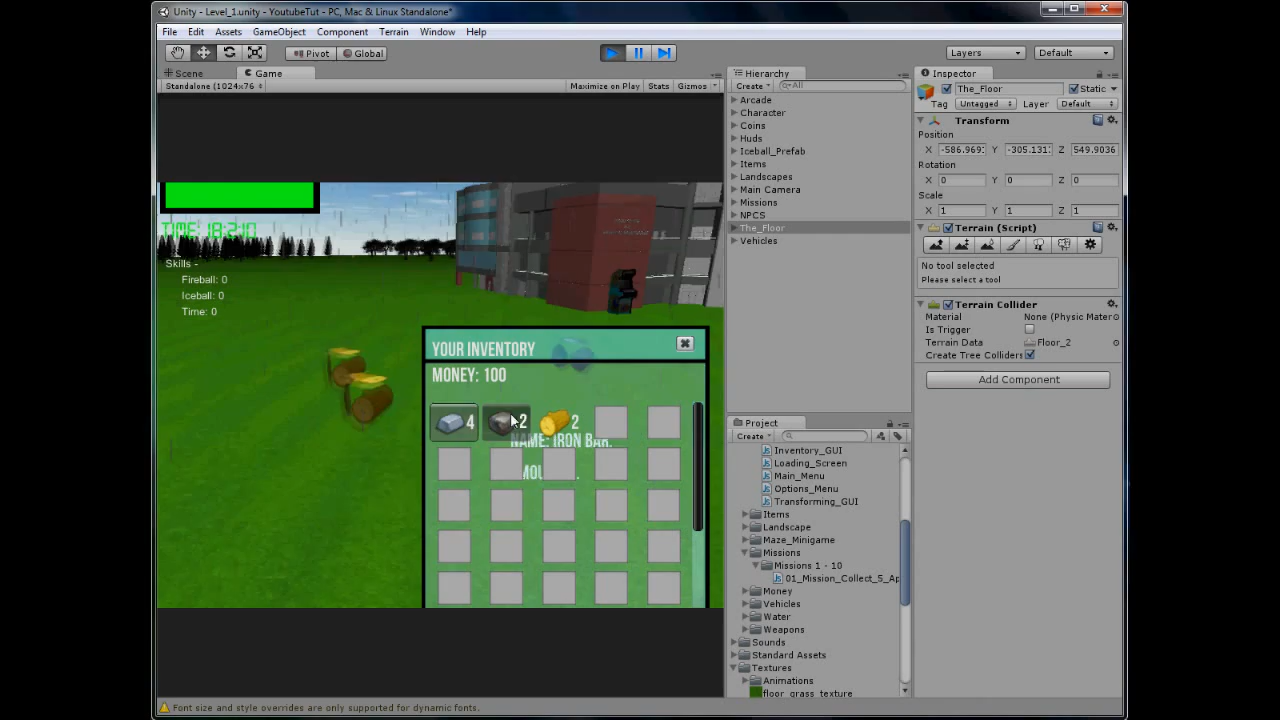 Unity - Level_1.unity - YoutubeTut - PC, Mac & Linux Standalone*
File Edit Assets GameObject Component Terrain Window Help
Pivot Global Layers Default
Scene Game
Standalone (1024x76 Maximize on Play Stats Gizmos
TIME: 18:2:10
Skills -
Fireball: 0
Iceball: 0
Time: 0
YOUR INVENTORY
MONEY: 100
4 2 2
NAME: IRON BAR.
Hierarchy
Create All
Arcade
Character
Coins
Huds
Iceball_Prefab
Items
Landscapes
Main Camera
Missions
NPCS
The_Floor
Vehicles
Project
Create
Inventory_GUI
Loading_Screen
Main_Menu
Options_Menu
Transforming_GUI
Items
Landscape
Maze_Minigame
Missions
Missions 1 - 10
01_Mission_Collect_5_Ap
Money
Vehicles
Water
Weapons
Sounds
Standard Assets
Textures
Animations
floor_grass_texture
Inspector
The_Floor Static
Tag Untagged Layer Default
Transform
Position
X -586.969 Y -305.131 Z 549.9036
Rotation
X 0 Y 0 Z 0
Scale
X 1 Y 1 Z 1
Terrain (Script)
No tool selected
Please select a tool
Terrain Collider
Material None (Physic Mater
Is Trigger
Terrain Data Floor_2
Create Tree Colliders
Add Component
Font size and style overrides are only supported for dynamic fonts.